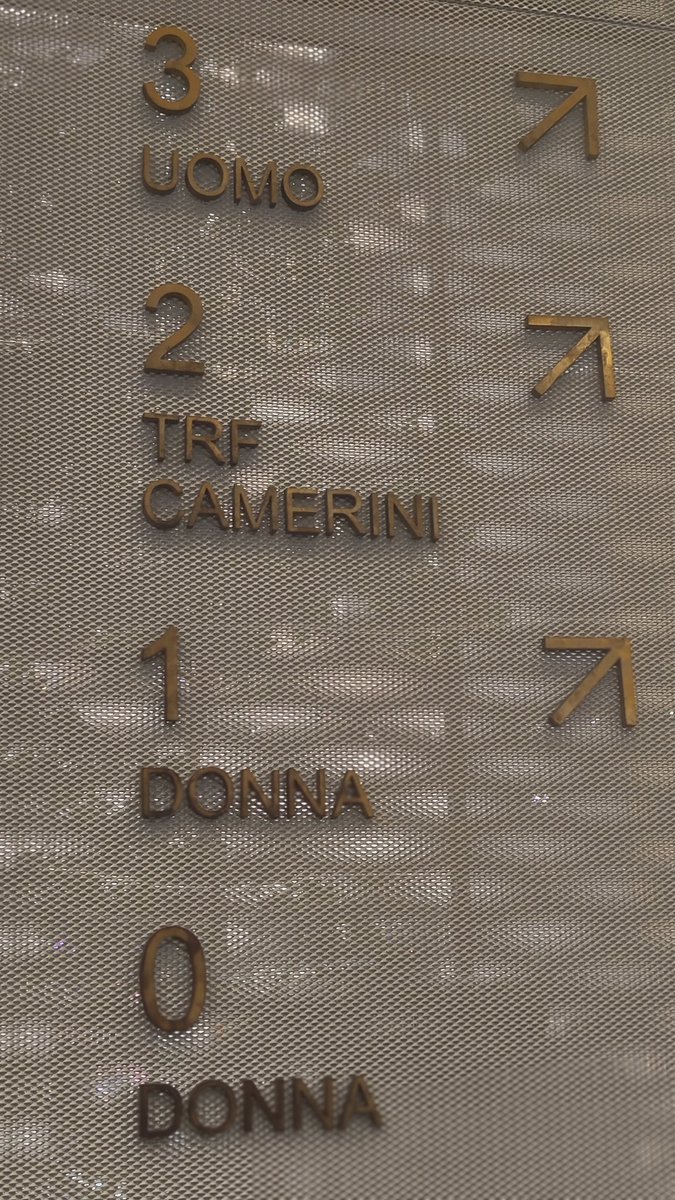 3
UOMO
2
TRF
CAMERINI
1
DONNA
0
DONNA